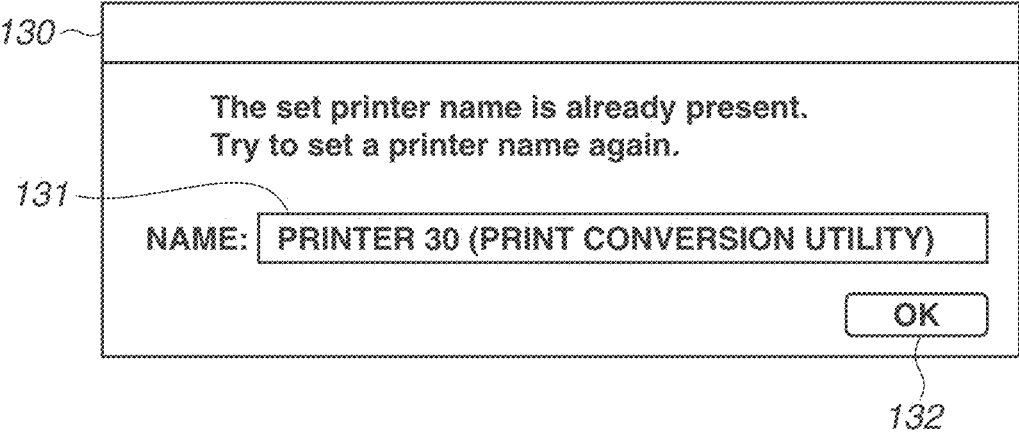 130
The set printer name is already present.
Try to set a printer name again.
131
NAME: PRINTER 30 (PRINT CONVERSION UTILITY)
OK
132